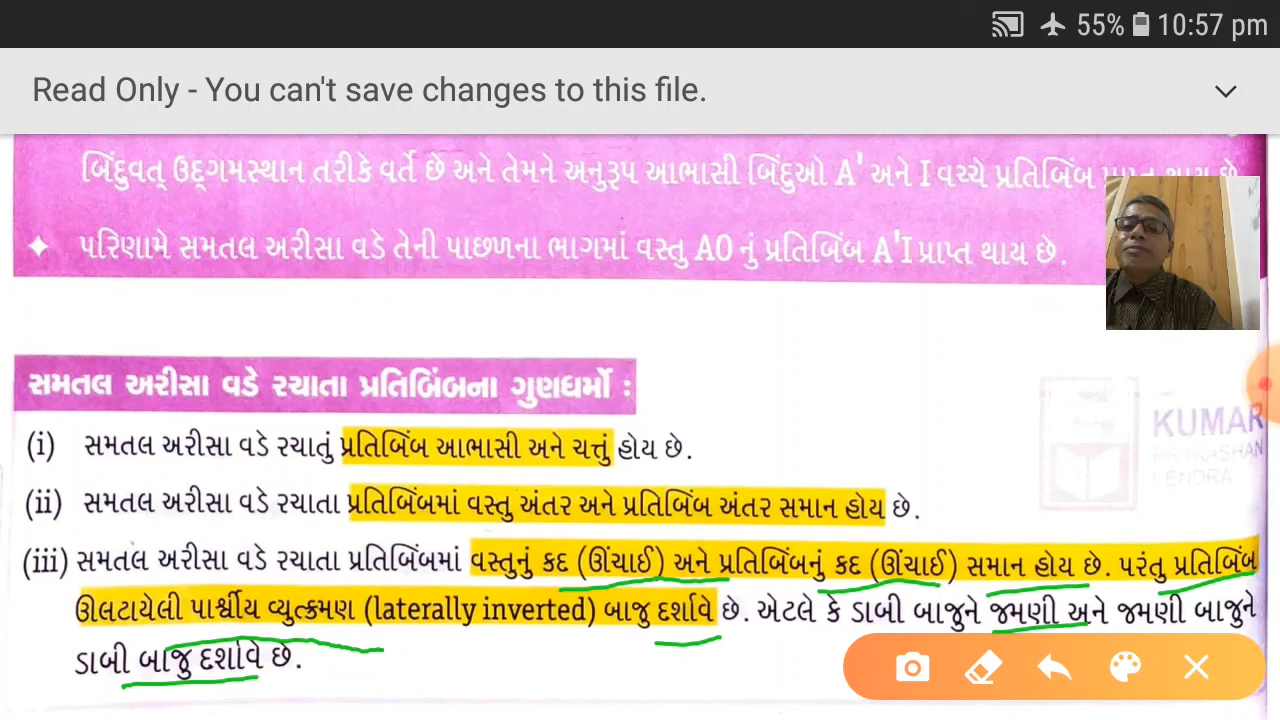 55% 10:57 pm
Read Only - You can't save changes to this file.
બિંદુવત્ ઉદ્‌ગમસ્થાન તરીકે વર્તે છે અને તેમને અનુરૂપ આભાસી બિંદુઓ A' અને I વચ્ચે પ્રતિબિંબ
✦ પરિણામે સમતલ અરીસા વડે તેની પાછળના ભાગમાં વસ્તુ AO નું પ્રતિબિંબ A'I પ્રાપ્ત થાય છે.
સમતલ અરીસા વડે રચાતા પ્રતિબિંબના ગુણધર્મો :
(i) સમતલ અરીસા વડે રચાતું પ્રતિબિંબ આભાસી અને ચત્તું હોય છે.
(ii) સમતલ અરીસા વડે રચાતા પ્રતિબિંબમાં વસ્તુ અંતર અને પ્રતિબિંબ અંતર સમાન હોય છે.
(iii) સમતલ અરીસા વડે રચાતા પ્રતિબિંબમાં વસ્તુનું કદ (ઊંચાઈ) અને પ્રતિબિંબનું કદ (ઊંચાઈ) સમાન હોય છે. પરંતુ પ્રતિબિંબ
ઊલટાયેલી પાર્શ્વીય વ્યુત્ક્રમણ (laterally inverted) બાજુ દર્શાવે છે. એટલે કે ડાબી બાજુને જમણી અને જમણી બાજુને
ડાબી બાજુ દર્શાવે છે.
KUMAR